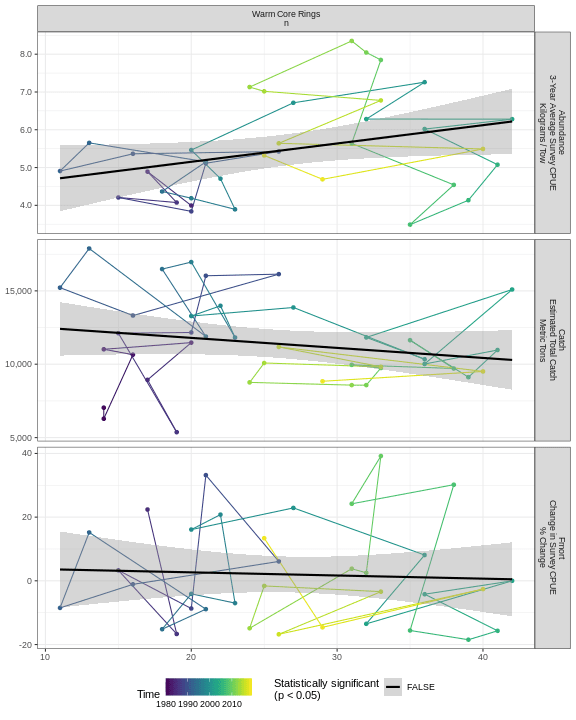 Warm Core Rings
n
8.0
7.0
6.0
5.0
4.0
Abundance
3-Year Average Survey CPUE
Kilograms / Tow
15,000
10,000
5,000
Catch
Estimated Total Catch
Metric Tons
40
20
0
-20
Fmort
Change in Survey CPUE
% Change
10
20
30
40
Time
1980 1990 2000 2010
Statistically significant
(p < 0.05)
FALSE